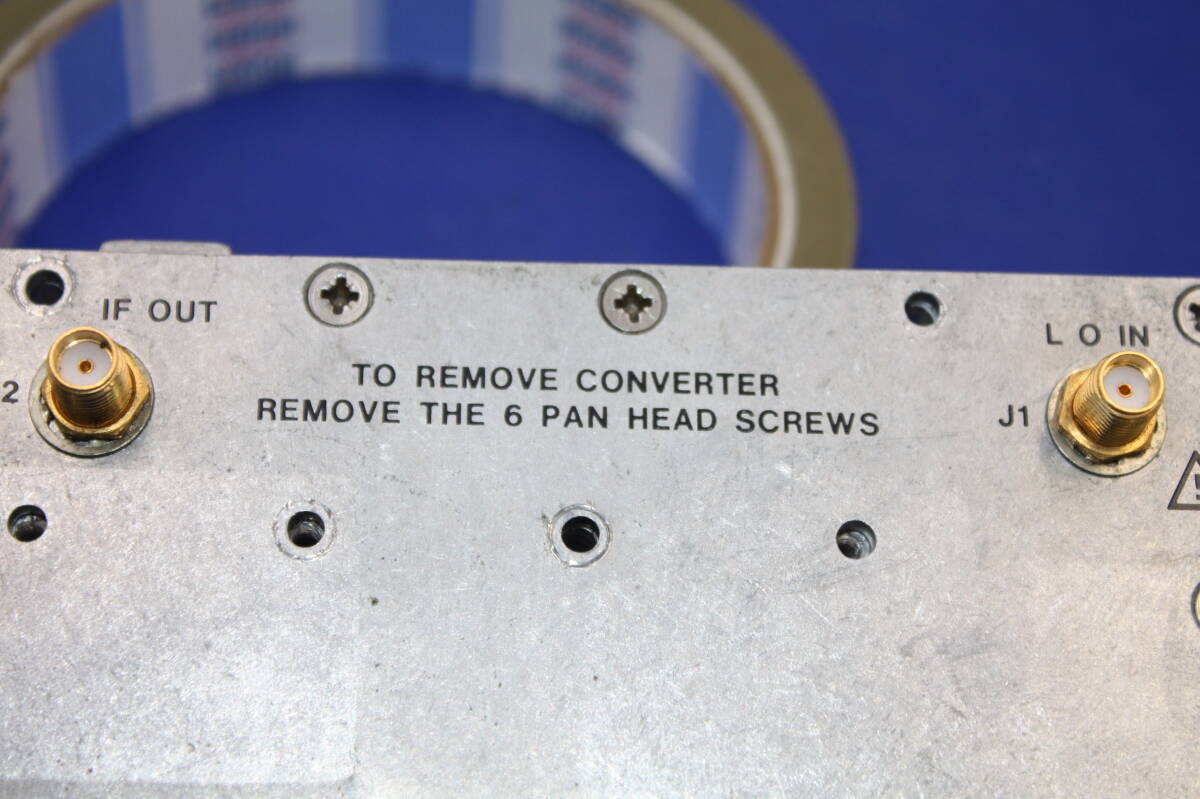 IF OUT
L O IN
2
TO REMOVE CONVERTER
J1
REMOVE THE 6 PAN HEAD SCREWS
!